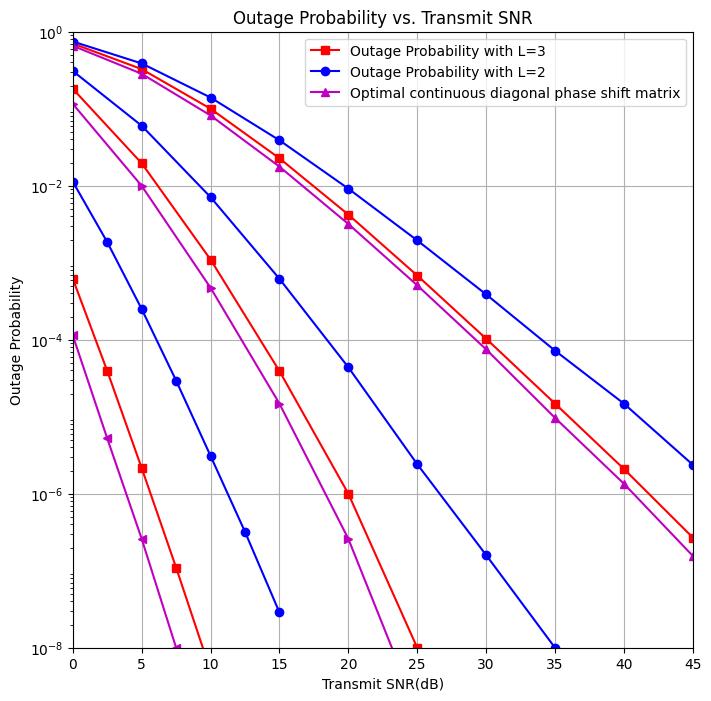 Outage Probability vs. Transmit SNR
Outage Probability with L=3
Outage Probability with L=2
Optimal continuous diagonal phase shift matrix
Outage Probability
10⁰
10⁻²
10⁻⁴
10⁻⁶
10⁻⁸
0 5 10 15 20 25 30 35 40 45
Transmit SNR(dB)